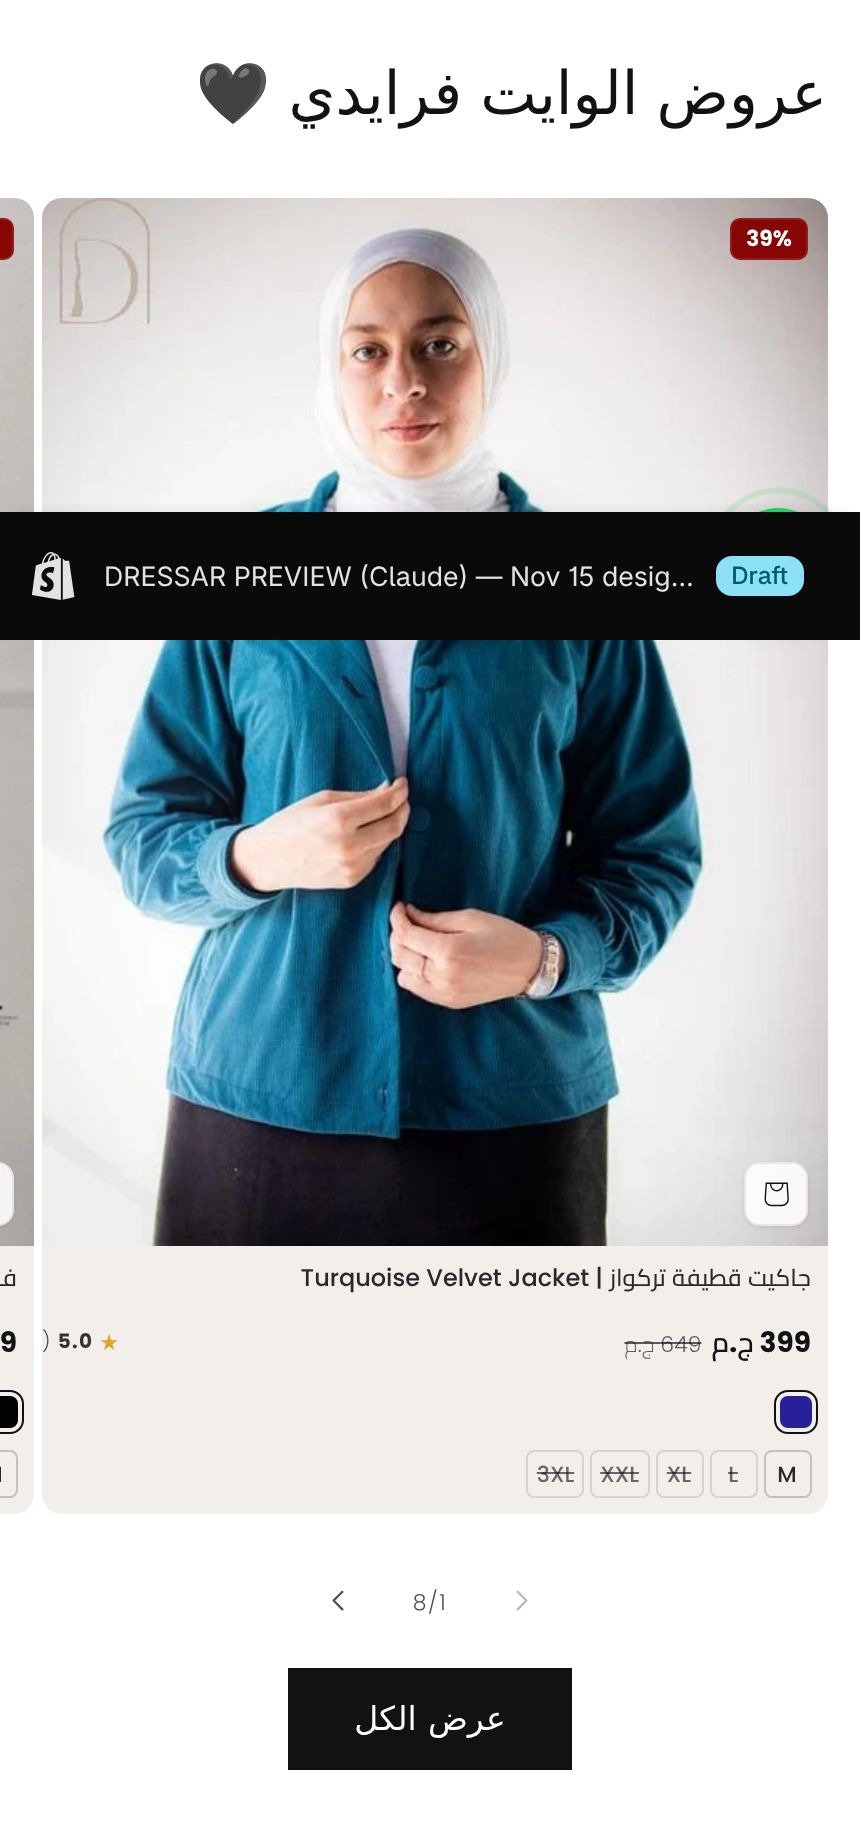 عروض الوايت فرايدي 🖤
39%
DRESSAR PREVIEW (Claude) — Nov 15 desig...
Draft
جاكيت قطيفة تركواز | Turquoise Velvet Jacket
399 ج.م 649 ج.م
★ 5.0
M L XL XXL 3XL
8/1
عرض الكل